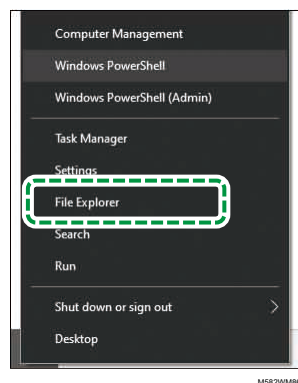 Computer Management
Windows PowerShell
Windows PowerShell (Admin)
Task Manager
Settings
File Explorer
Search
Run
Shut down or sign out
Desktop